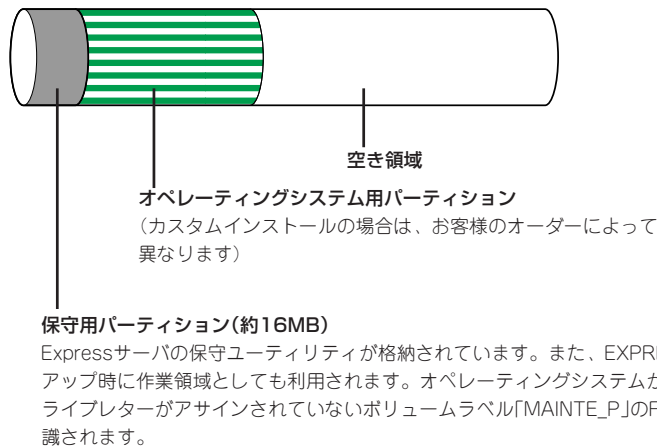 空き領域
オペレーティングシステム用パーティション
（カスタムインストールの場合は、お客様のオーダーによって
異なります）
保守用パーティション（約16MB）
Expressサーバの保守ユーティリティが格納されています。また、EXPR
アップ時に作業領域としても利用されます。オペレーティングシステムか
ライブレターがアサインされていないボリュームラベル｢MAINTE_P｣の
識されます。